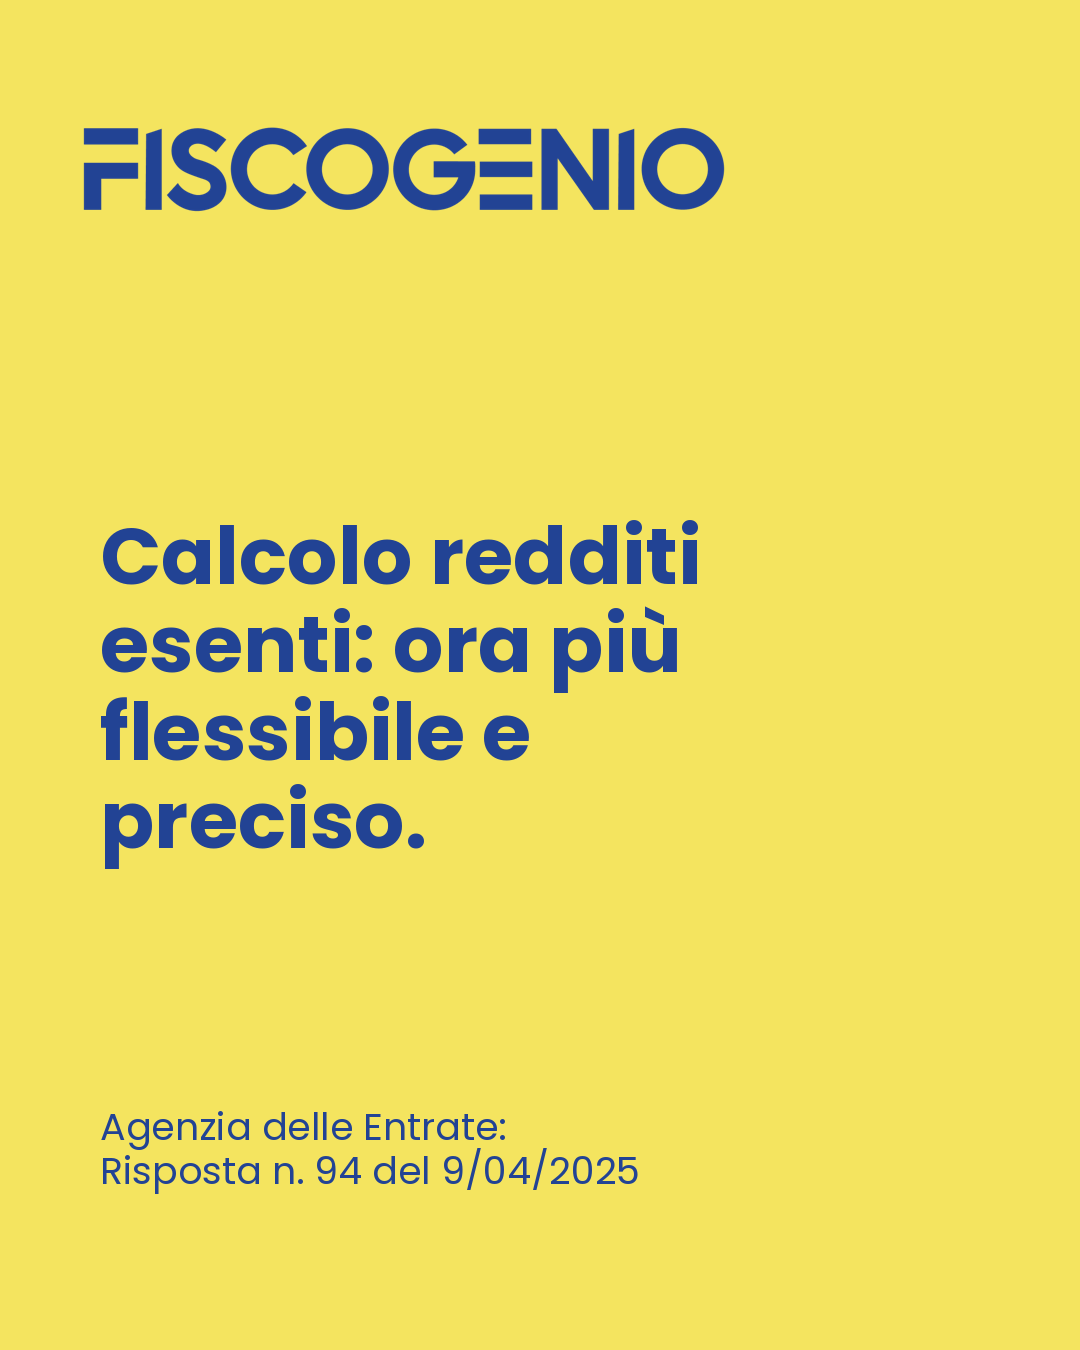 FISCOGENIO
Calcolo redditi
esenti: ora più
flessibile e
preciso.
Agenzia delle Entrate:
Risposta n. 94 del 9/04/2025